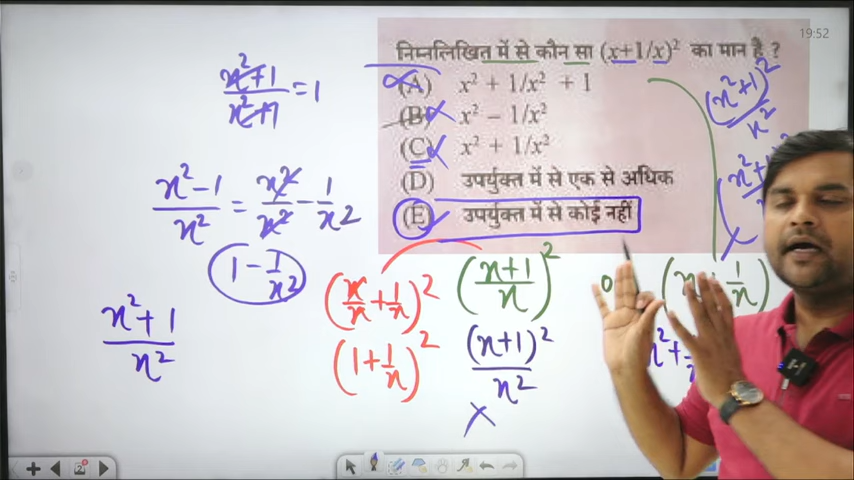 19:52
निम्नलिखित में से कौन सा (x+1/x)² का मान है ?
(A) x² + 1/x² + 1
(B) x² − 1/x²
(C) x² + 1/x²
(D) उपर्युक्त में से एक से अधिक
(E) उपर्युक्त में से कोई नहीं
(x²+1)² / x²
x²+1 / x²+1 = 1
x²−1 / x² = x²/x² − 1/x²
1 − 1/x²
x²+1 / x²
(x/x + 1/x)²
(1 + 1/x)²
(x+1 / x)²
(x+1)² / x²